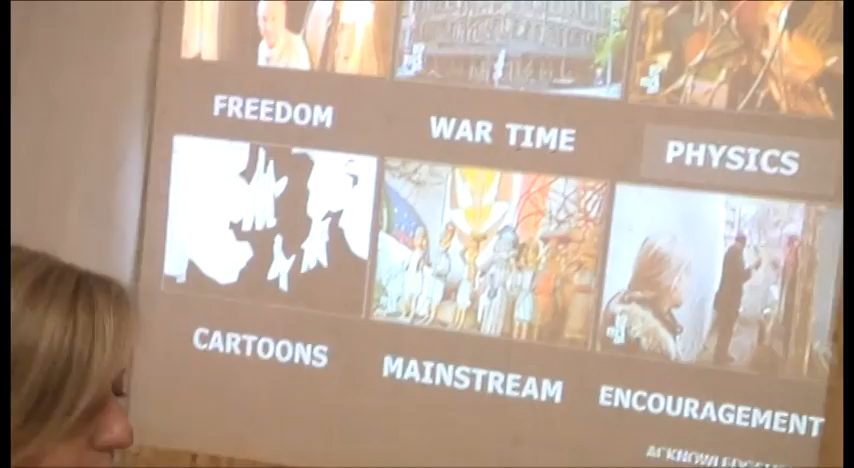 FREEDOM
WAR TIME
PHYSICS
CARTOONS
MAINSTREAM
ENCOURAGEMENT